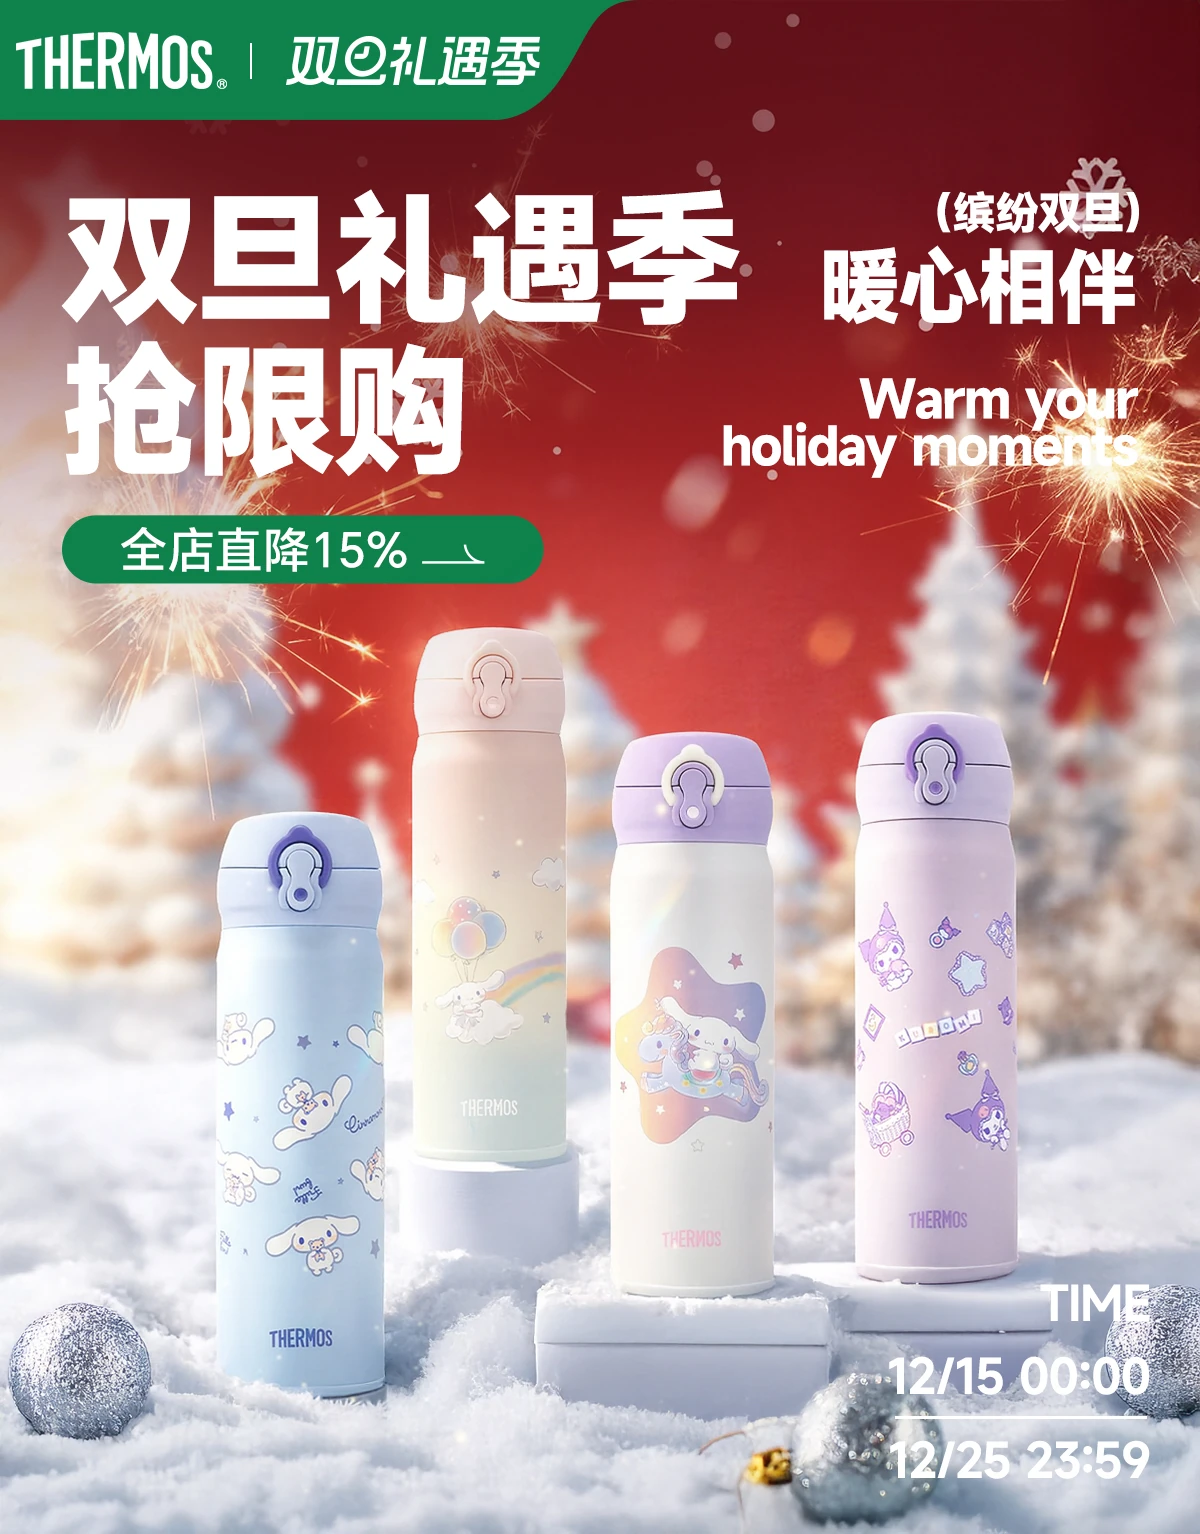 THERMOS® | 双旦礼遇季
双旦礼遇季
抢限购
(缤纷双旦)
暖心相伴
Warm your
holiday moments
全店直降15%
THERMOS
THERMOS
THERMOS
THERMOS
KUROMI
TIME
12/15 00:00
12/25 23:59